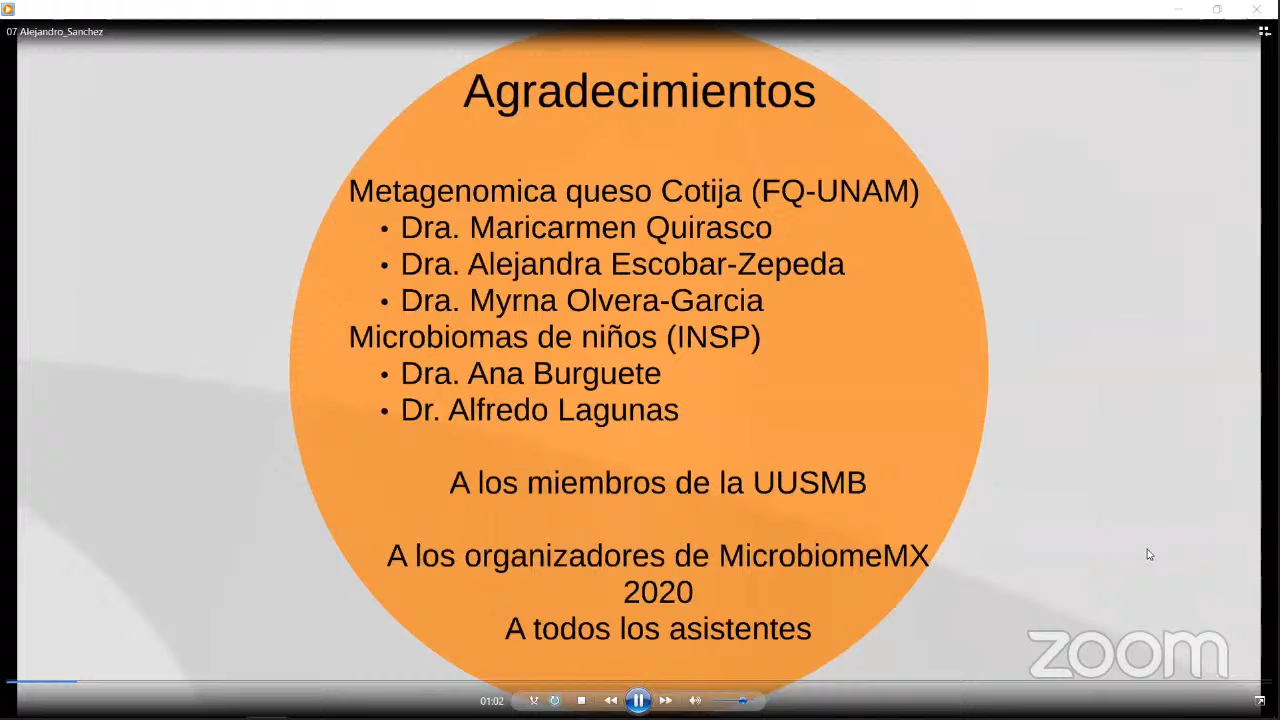 07 Alejandro_Sanchez
Agradecimientos
Metagenomica queso Cotija (FQ-UNAM)
• Dra. Maricarmen Quirasco
• Dra. Alejandra Escobar-Zepeda
• Dra. Myrna Olvera-Garcia
Microbiomas de niños (INSP)
• Dra. Ana Burguete
• Dr. Alfredo Lagunas
A los miembros de la UUSMB
A los organizadores de MicrobiomeMX
2020
A todos los asistentes
zoom
01:02